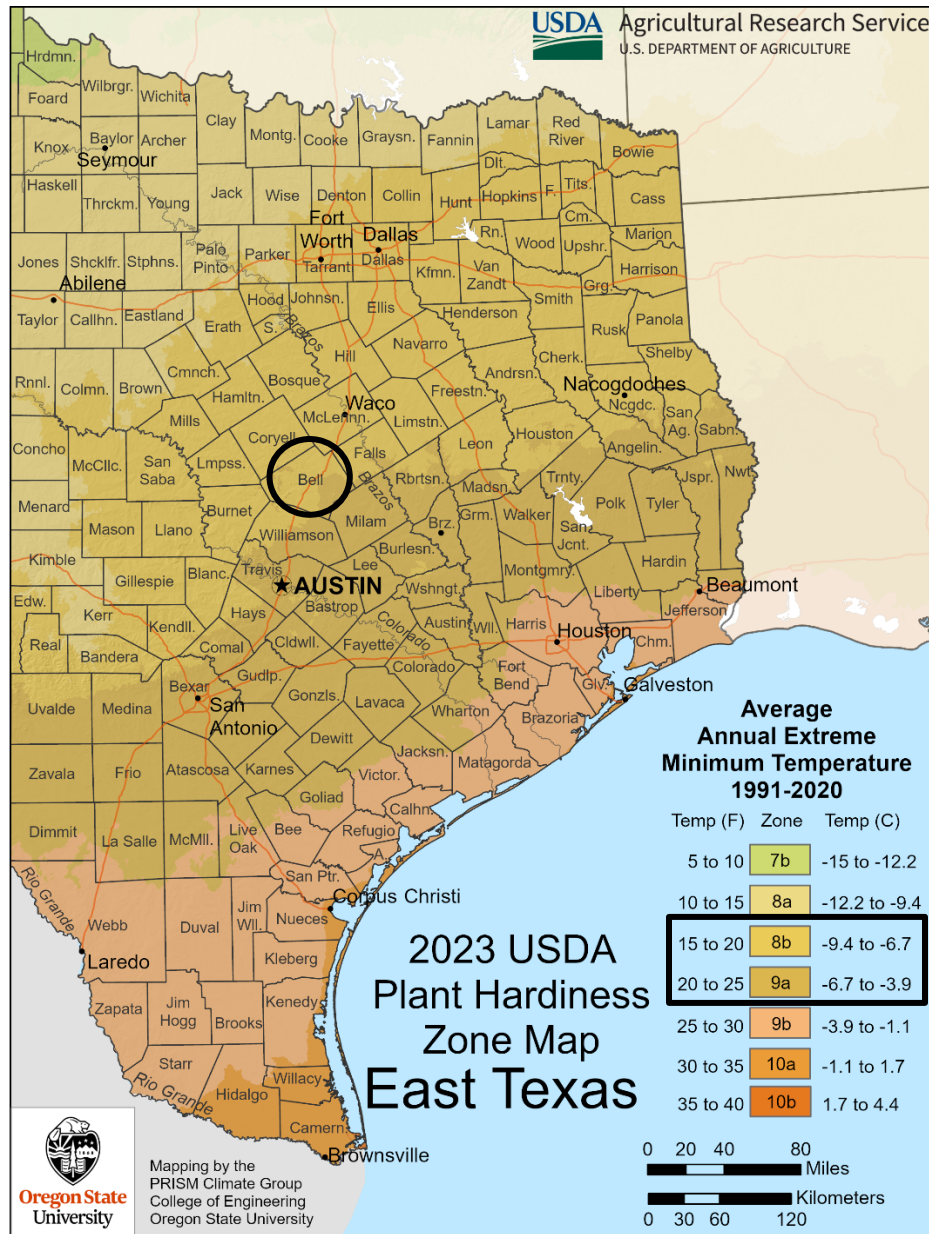 USDA
Agricultural Research Service
U.S. DEPARTMENT OF AGRICULTURE
Hrdmn.
Foard
Wilbrgr.
Wichita
Clay
Montg.
Cooke
Graysn.
Fannin
Lamar
Red
River
Bowie
Knox
Baylor
Archer
Seymour
Dlt.
Haskell
Thrckm.
Young
Jack
Wise
Denton
Collin
Hunt
Hopkins
F.
Tits.
Cass
Cm.
Marion
Fort
Worth
Dallas
Rn.
Wood
Upshr.
Jones
Shcklfr.
Stphns.
Palo
Pinto
Parker
Tarrant
Dallas
Kfmn.
Van
Zandt
Harrison
Grg.
Abilene
Smith
Taylor
Callhn.
Eastland
Hood
Johnsn.
Ellis
Henderson
Rusk
Panola
Erath
S.
Brazos
Hill
Navarro
Cherk.
Shelby
Rnnl.
Colmn.
Brown
Cmnch.
Bosque
Andrsn.
Nacogdoches
Hamltn.
Freestn.
Ncgdc.
Mills
McLennn.
Waco
Limstn.
San
Ag.
Sabn.
Concho
Coryell
Falls
Leon
Houston
Angelin.
McCllc.
San
Saba
Lmpss.
Bell
Brazos
Rbrtsn.
Madsn.
Trnty.
Jspr.
Nwt.
Menard
Burnet
Milam
Brz.
Grm.
Walker
Polk
Tyler
Mason
Llano
Williamson
San
Jcnt.
Kimble
Burlesn.
Lee
Hardin
Gillespie
Blanc.
Travis
AUSTIN
Wshngt.
Montgmry.
Liberty
Beaumont
Edw.
Kerr
Hays
Bastrop
Jefferson
Kendll.
Colorado
Austin
Wll.
Harris
Houston
Chm.
Real
Bandera
Comal
Cldwll.
Fayette
Colorado
Fort
Bend
Glv.
Galveston
Gudlp.
Uvalde
Medina
Bexar
San
Antonio
Gonzls.
Lavaca
Wharton
Brazoria
Dewitt
Jacksn.
Matagorda
Zavala
Frio
Atascosa
Karnes
Victor.
Goliad
Calhn.
Dimmit
La Salle
McMll.
Live
Oak
Bee
Refugio
A.
San Ptr.
Rio Grande
Corpus Christi
Webb
Duval
Jim
Wll.
Nueces
Laredo
Kleberg
Zapata
Jim
Hogg
Brooks
Kenedy
Starr
Rio Grande
Willacy
Hidalgo
Camern.
Brownsville
Average
Annual Extreme
Minimum Temperature
1991-2020
Temp (F) Zone Temp (C)
5 to 10 7b -15 to -12.2
10 to 15 8a -12.2 to -9.4
15 to 20 8b -9.4 to -6.7
20 to 25 9a -6.7 to -3.9
25 to 30 9b -3.9 to -1.1
30 to 35 10a -1.1 to 1.7
35 to 40 10b 1.7 to 4.4
2023 USDA
Plant Hardiness
Zone Map
East Texas
0 20 40 80
Miles
Kilometers
0 30 60 120
Oregon State
University
Mapping by the
PRISM Climate Group
College of Engineering
Oregon State University